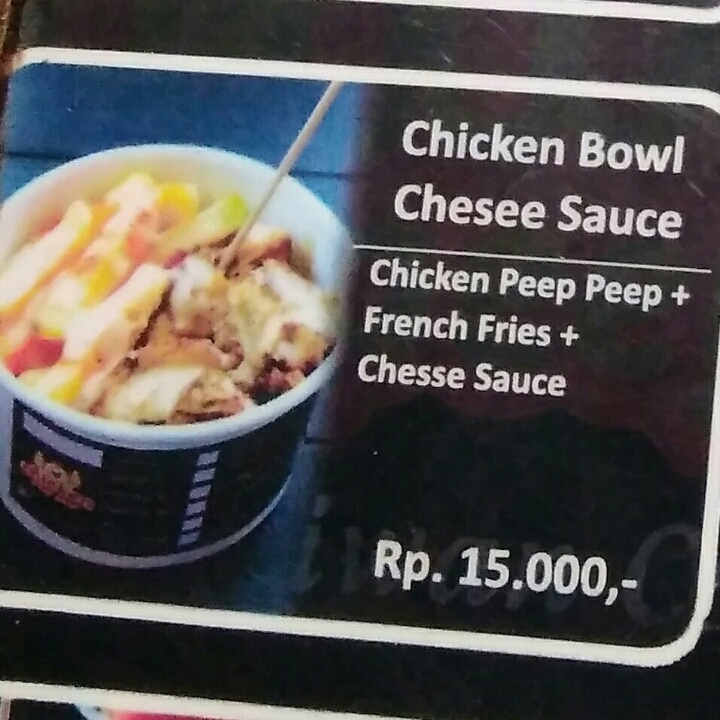 Chicken Bowl
Chesee Sauce
Chicken Peep Peep +
French Fries +
Chesse Sauce
Rp. 15.000,-